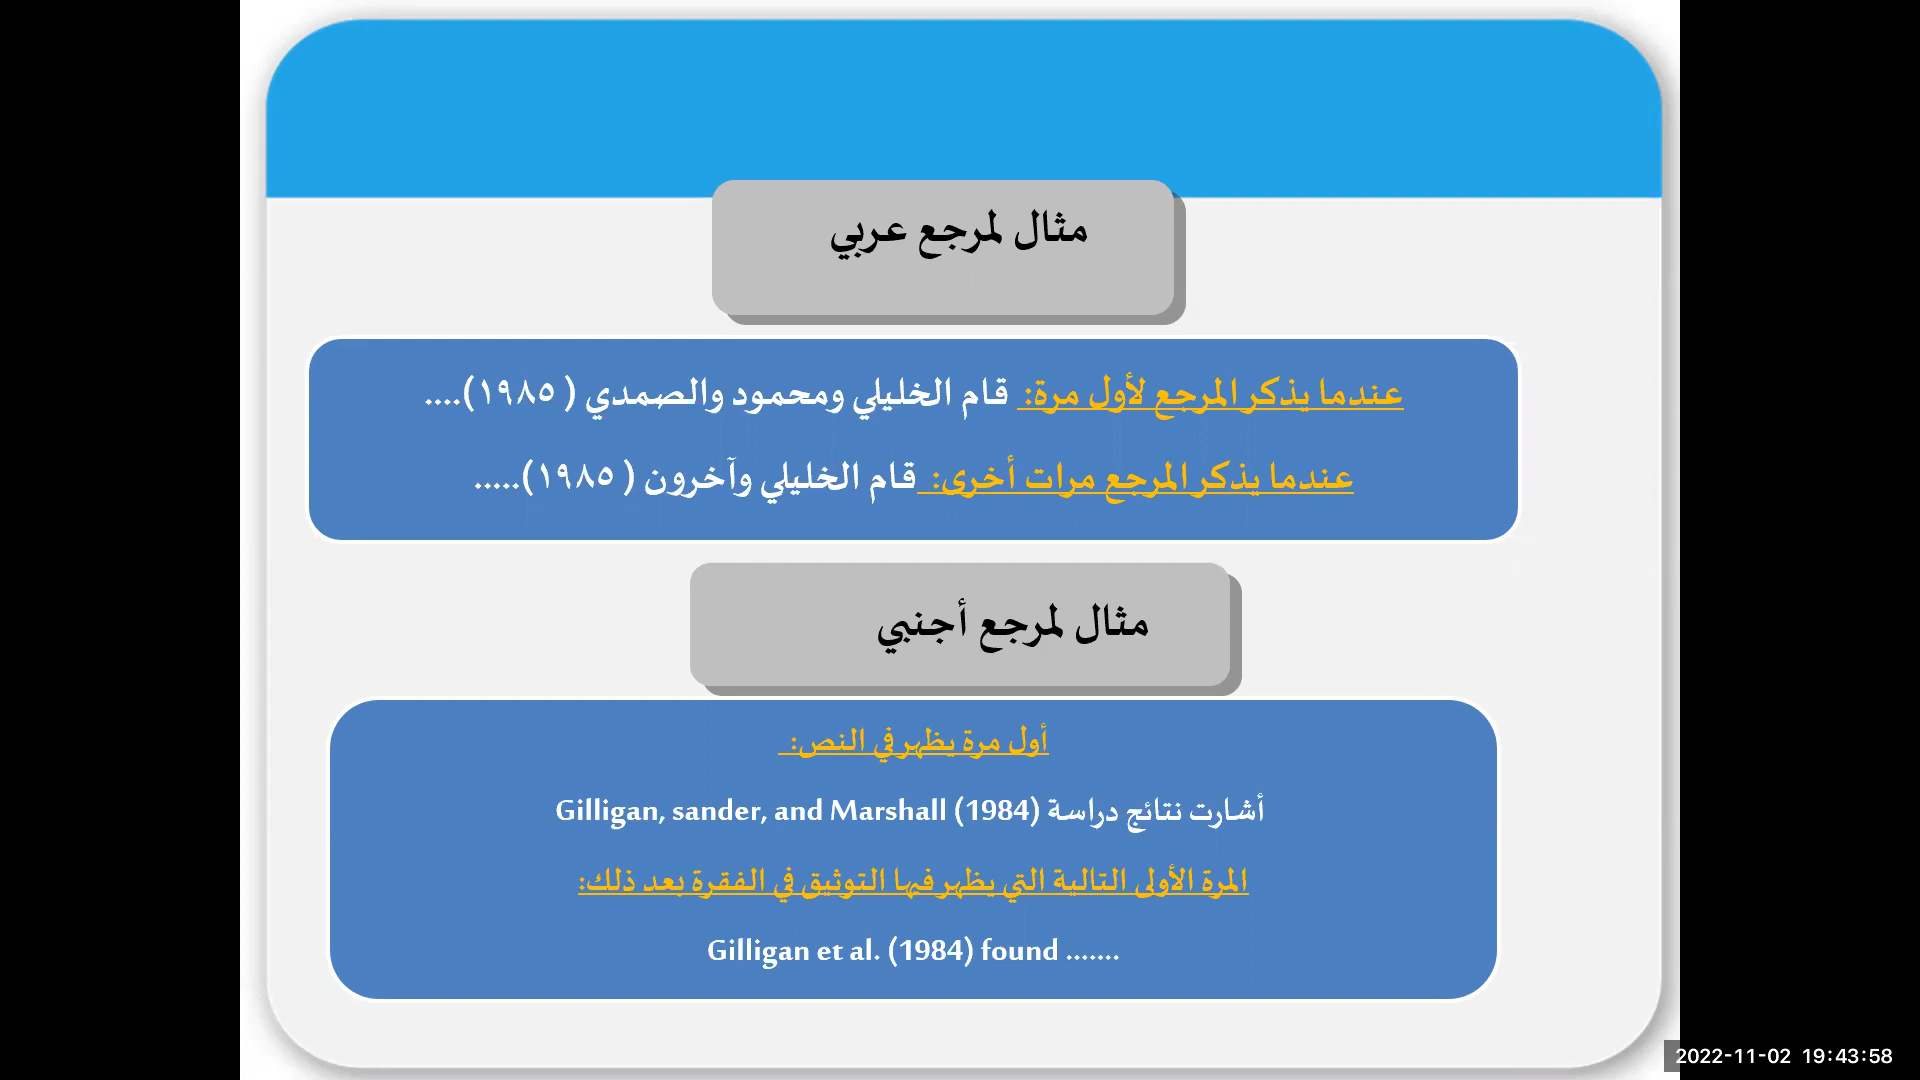 مثال لمرجع عربي
عندما يذكر المرجع لأول مرة: قام الخليلي ومحمود والصمدي ( ١٩٨٥)....
عندما يذكر المرجع مرات أخرى: قام الخليلي وآخرون ( ١٩٨٥).....
مثال لمرجع أجنبي
أول مرة يظهر في النص:
أشارت نتائج دراسة Gilligan, sander, and Marshall (1984)
المرة الأولى التالية التي يظهر فيها التوثيق في الفقرة بعد ذلك:
Gilligan et al. (1984) found .......
2022-11-02 19:43:58